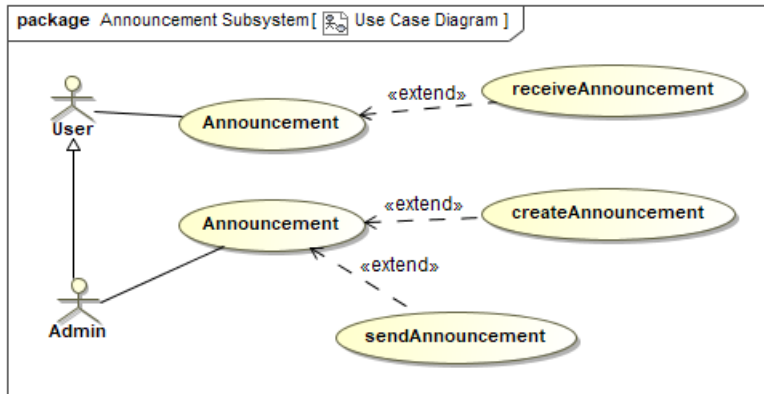 package Announcement Subsystem[ Use Case Diagram ]
User
Announcement
«extend»
receiveAnnouncement
Announcement
«extend»
createAnnouncement
«extend»
Admin
sendAnnouncement